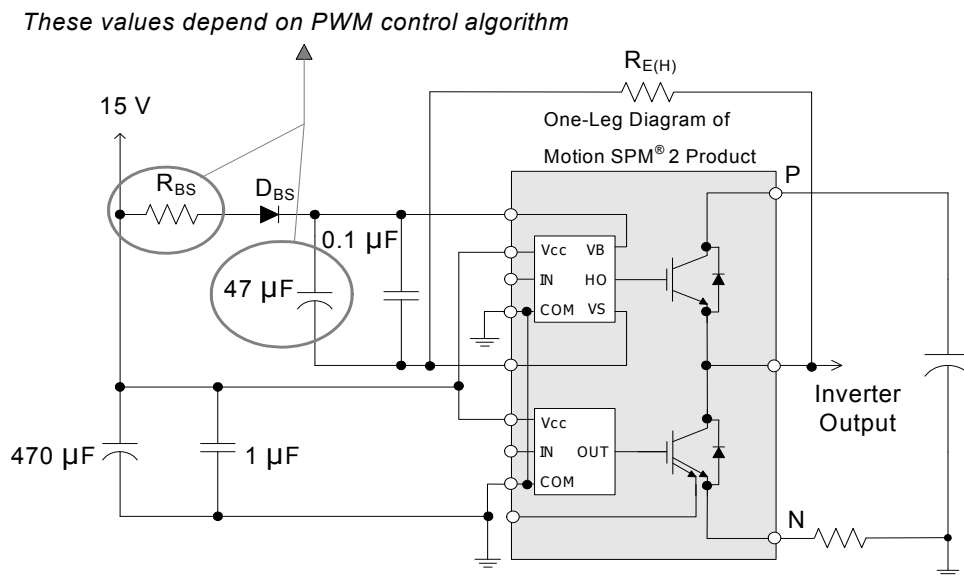 These values depend on PWM control algorithm
R_E(H)
15 V
One-Leg Diagram of
Motion SPM® 2 Product
P
R_BS
D_BS
0.1 µF
Vcc VB
IN HO
COM VS
47 µF
Inverter
Output
Vcc
IN OUT
COM
470 µF
1 µF
N